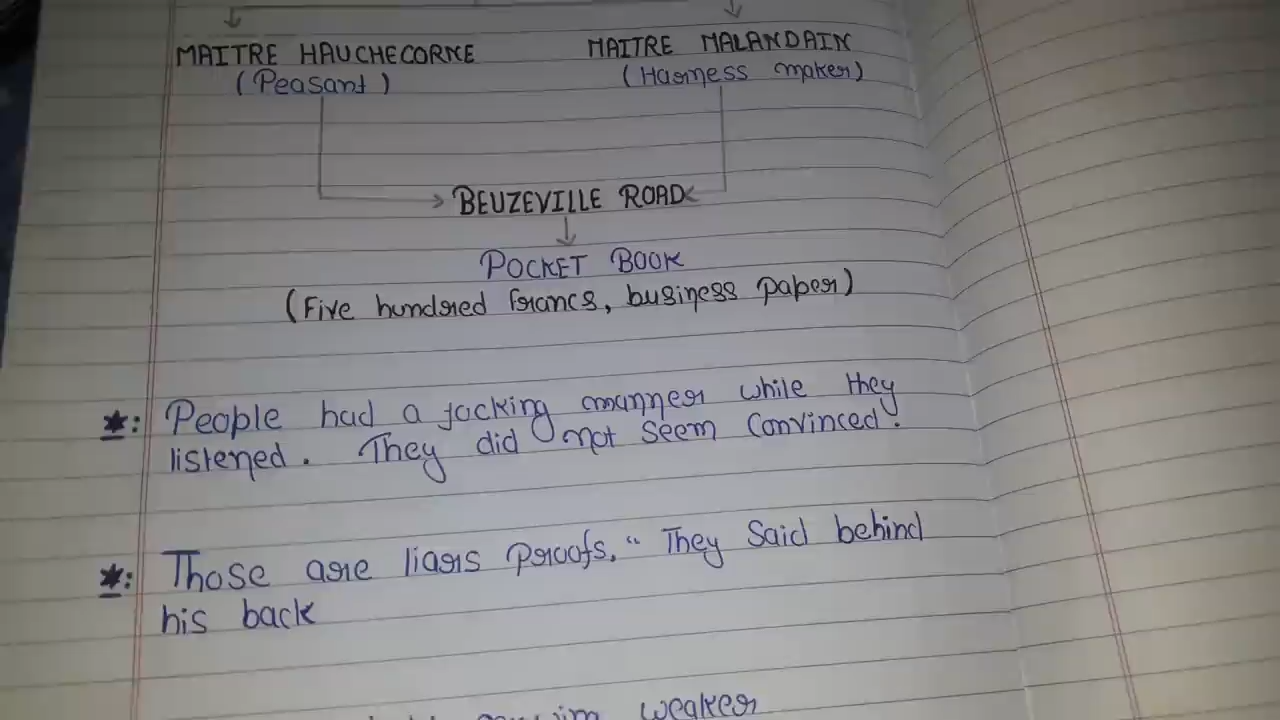 MAITRE HAUCHECORNE MAITRE MALANDAIN
(Peasant) (Harness maker)
BEUZEVILLE ROAD
POCKET BOOK
(Five hundred francs, business paper)
*: People had a jocking manner while they
listened. They did not seem convinced.
*: Those are liars proofs," They said behind
his back
weaker